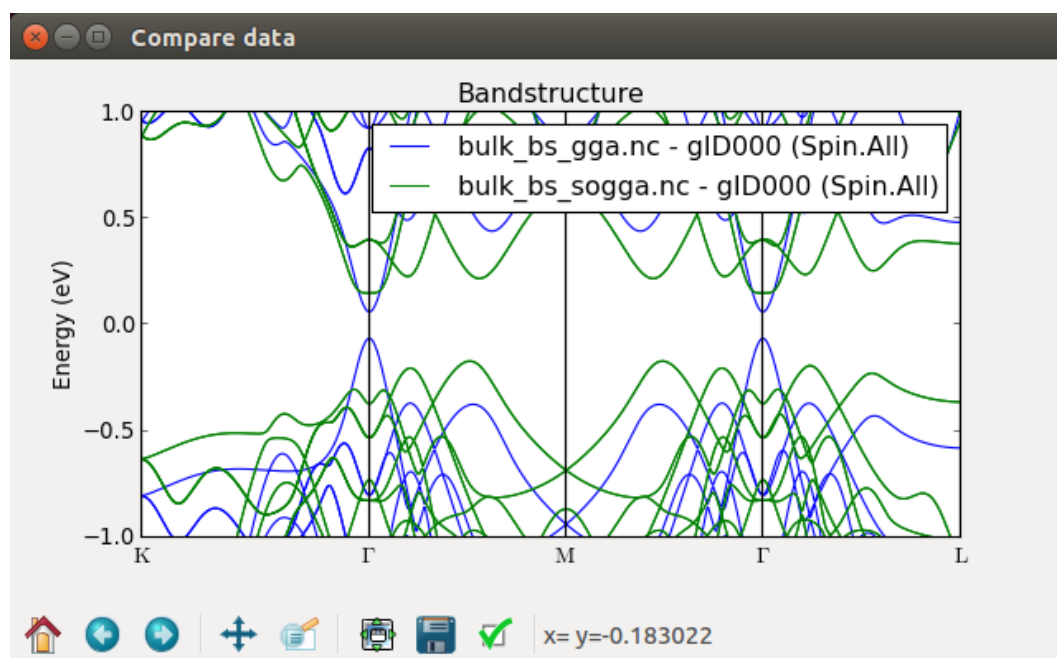 Compare data
Bandstructure
bulk_bs_gga.nc - gID000 (Spin.All)
bulk_bs_sogga.nc - gID000 (Spin.All)
Energy (eV)
1.0
0.5
0.0
−0.5
−1.0
K Γ M Γ L
x= y=-0.183022